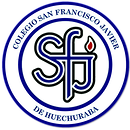 COLEGIO SAN FRANCISCO JAVIER
SFJ
DE HUECHURABA